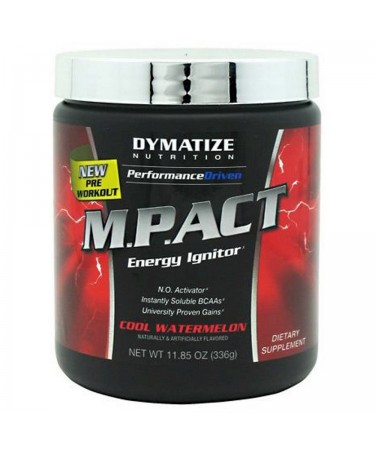 DYMATIZE
NUTRITION
PerformanceDriven
NEW
PRE
WORKOUT
M.P.ACT
Energy Ignitor
N.O. Activator
Instantly Soluble BCAAs
University Proven Gains
COOL WATERMELON
NATURALLY & ARTIFICIALLY FLAVORED
DIETARY
SUPPLEMENT
NET WT 11.85 OZ (336g)